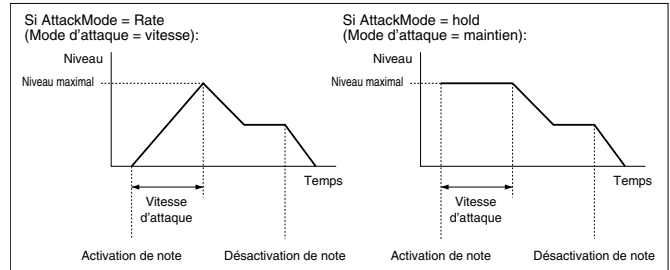 Si AttackMode = Rate
(Mode d'attaque = vitesse):
Niveau
Niveau maximal
Temps
Vitesse
d'attaque
Activation de note
Désactivation de note
Si AttackMode = hold
(Mode d'attaque = maintien):
Niveau
Niveau maximal
Temps
Vitesse
d'attaque
Activation de note
Désactivation de note